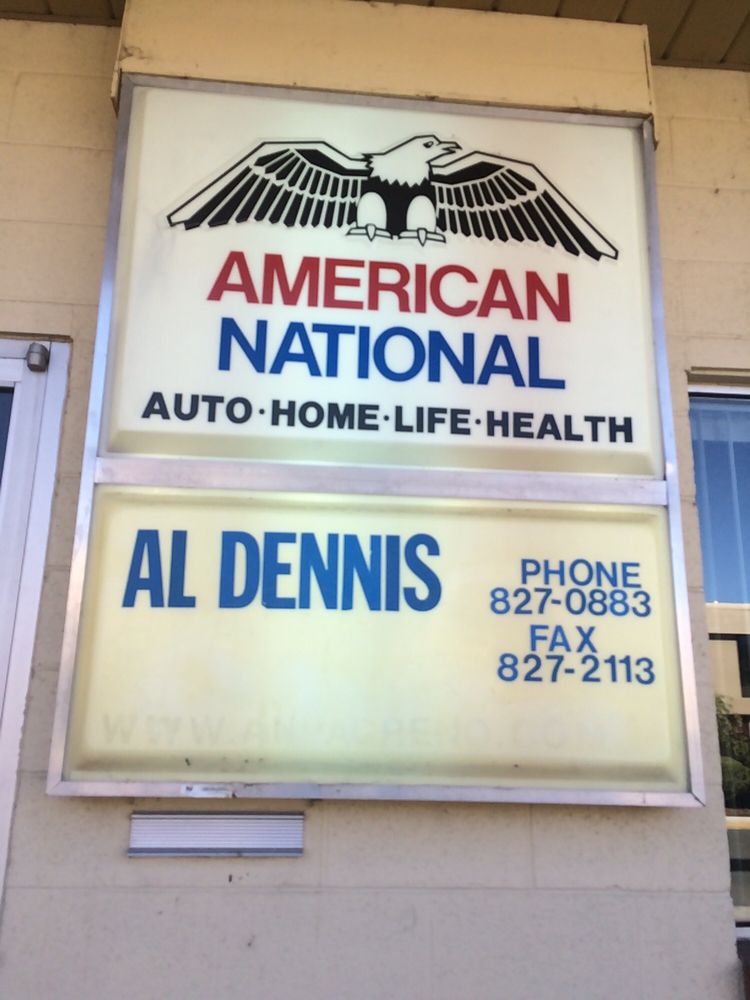 AMERICAN
NATIONAL
AUTO·HOME·LIFE·HEALTH
AL DENNIS
PHONE
827-0883
FAX
827-2113